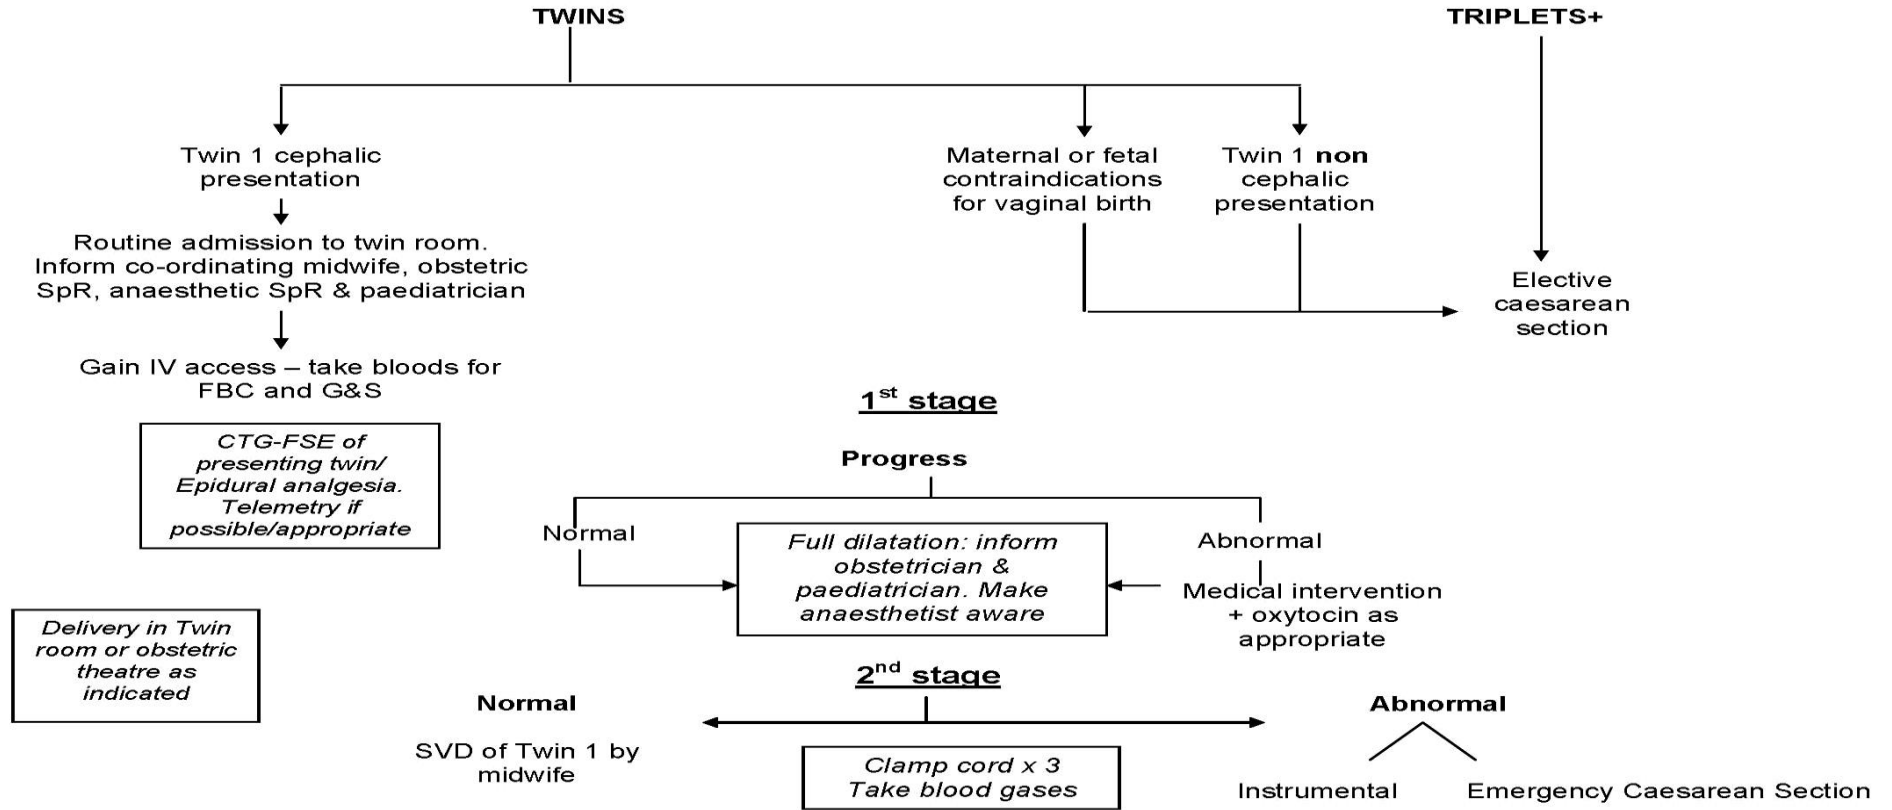 TWINS
TRIPLETS+
Twin 1 cephalic
presentation
Maternal or fetal
contraindications
for vaginal birth
Twin 1 non
cephalic
presentation
Routine admission to twin room.
Inform co-ordinating midwife, obstetric
SpR, anaesthetic SpR & paediatrician
Elective
caesarean
section
Gain IV access – take bloods for
FBC and G&S
CTG-FSE of
presenting twin/
Epidural analgesia.
Telemetry if
possible/appropriate
1st stage
Progress
Normal
Full dilatation: inform
obstetrician &
paediatrician. Make
anaesthetist aware
Abnormal
Medical intervention
+ oxytocin as
appropriate
Delivery in Twin
room or obstetric
theatre as
indicated
2nd stage
Normal
SVD of Twin 1 by
midwife
Clamp cord x 3
Take blood gases
Abnormal
Instrumental
Emergency Caesarean Section